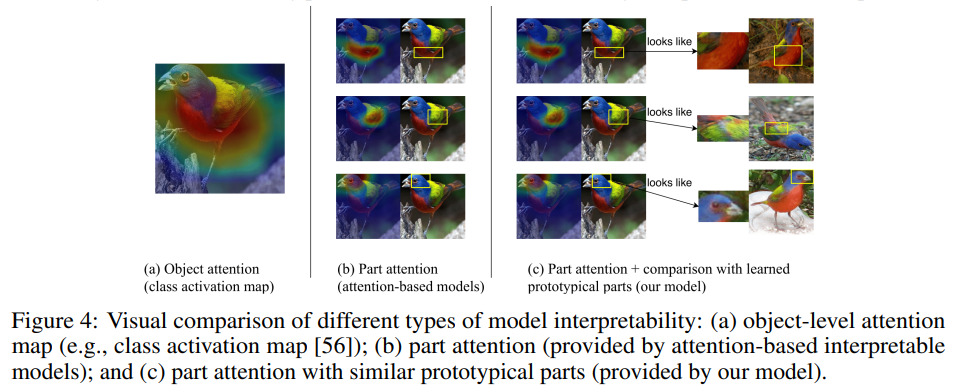 looks like
looks like
looks like
(a) Object attention
(class activation map)
(b) Part attention
(attention-based models)
(c) Part attention + comparison with learned
prototypical parts (our model)
Figure 4: Visual comparison of different types of model interpretability: (a) object-level attention
map (e.g., class activation map [56]); (b) part attention (provided by attention-based interpretable
models); and (c) part attention with similar prototypical parts (provided by our model).